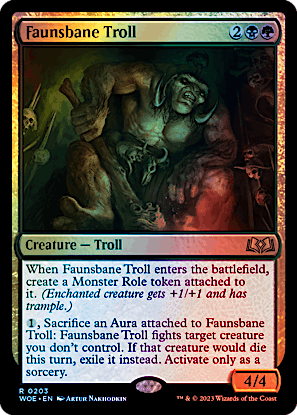 Faunsbane Troll 2
Creature — Troll
When Faunsbane Troll enters the battlefield,
create a Monster Role token attached to
it. (Enchanted creature gets +1/+1 and has
trample.)
1, Sacrifice an Aura attached to Faunsbane
Troll: Faunsbane Troll fights target creature
you don't control. If that creature would die
this turn, exile it instead. Activate only as a
sorcery.
4/4
R 0203
WOE • EN Artur Nakhodkin
™ & © 2023 Wizards of the Coast